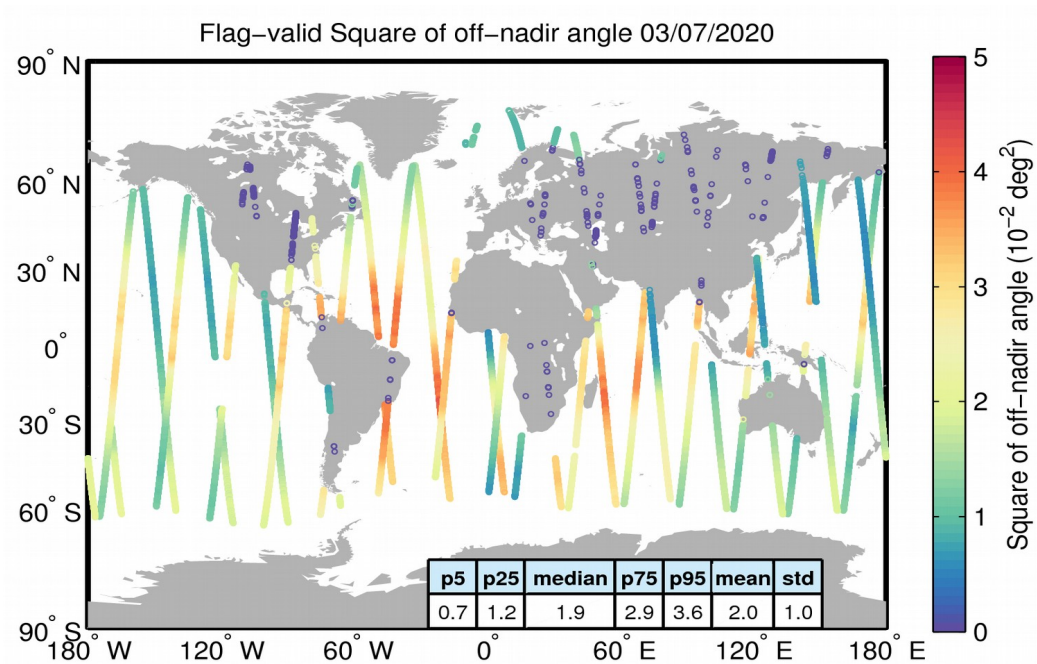 Flag−valid Square of off−nadir angle 03/07/2020
90° N
60° N
30° N
0°
30° S
60° S
90° S
180° W
120° W
60° W
0°
60° E
120° E
180° E
p5 p25 median p75 p95 mean std
0.7 1.2 1.9 2.9 3.6 2.0 1.0
5
4
3
2
1
0
Square of off−nadir angle (10⁻² deg²)